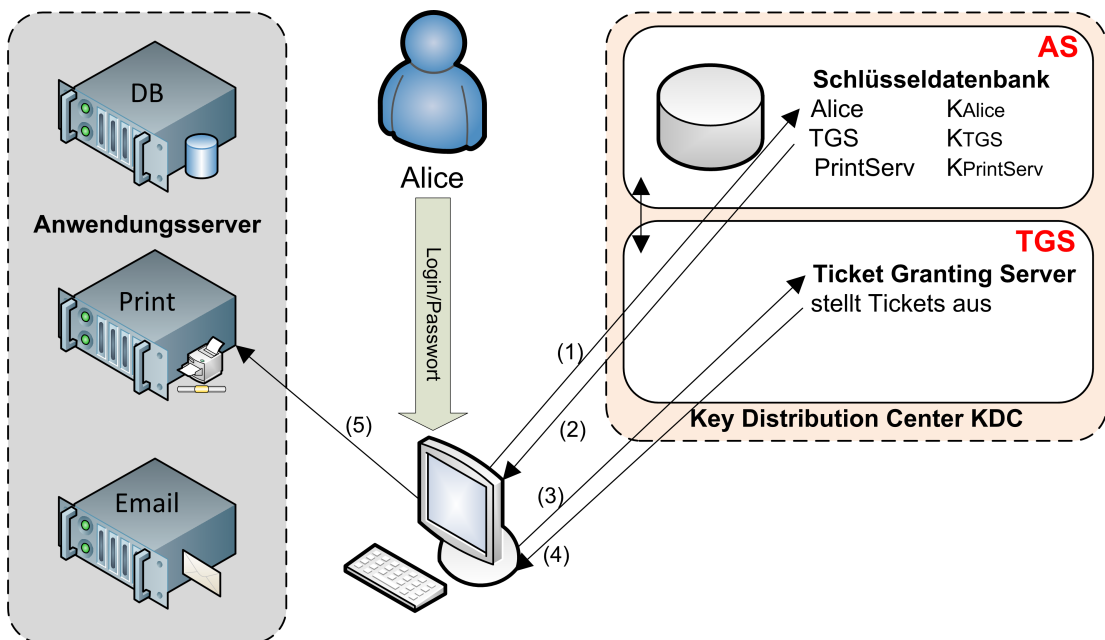 DB
Anwendungsserver
Print
Email
Alice
Login/Passwort
(1)
(2)
(3)
(4)
(5)
AS
Schlüsseldatenbank
Alice KAlice
TGS KTGS
PrintServ KPrintServ
TGS
Ticket Granting Server
stellt Tickets aus
Key Distribution Center KDC